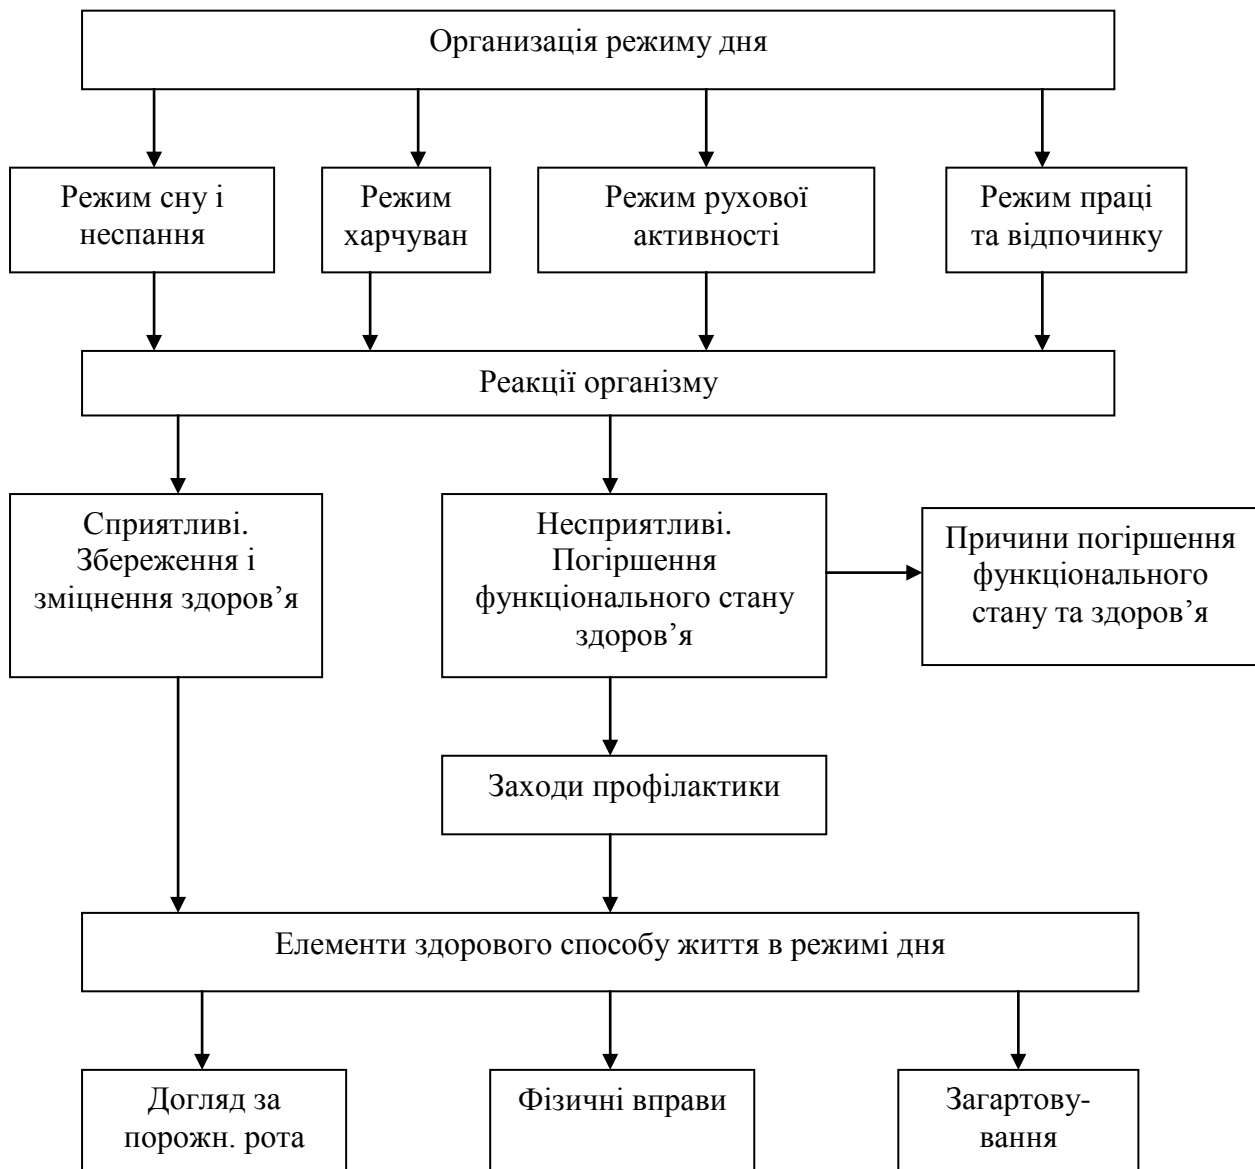 Организація режиму дня
Режим сну і
неспання
Режим
харчуван
Режим рухової
активності
Режим праці
та відпочинку
Реакції організму
Сприятливі.
Збереження і
зміцнення здоров’я
Несприятливі.
Погіршення
функціонального стану
здоров’я
Причини погіршення
функціонального
стану та здоров’я
Заходи профілактики
Елементи здорового способу життя в режимі дня
Догляд за
порожн. рота
Фізичні вправи
Загартову-
вання